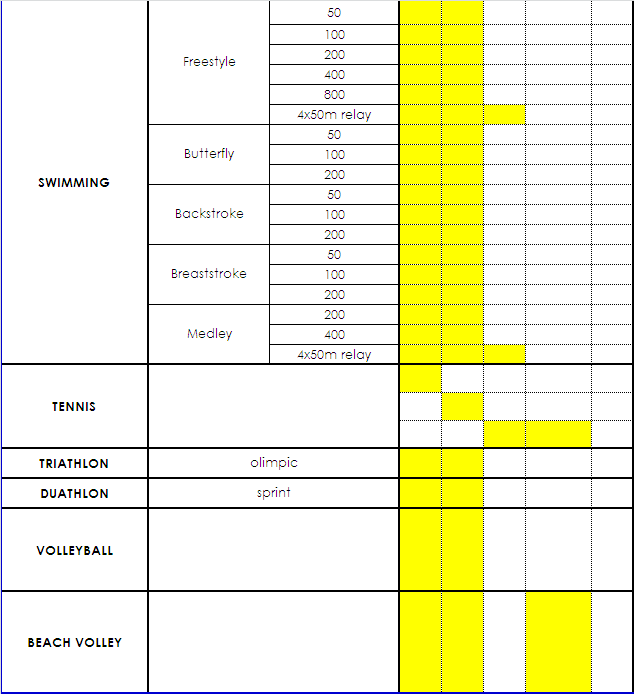 50
100
200
Freestyle
400
800
4x50m relay
50
Butterfly
100
200
SWIMMING
50
Backstroke
100
200
50
Breaststroke
100
200
200
Medley
400
4x50m relay
TENNIS
TRIATHLON
olimpic
DUATHLON
sprint
VOLLEYBALL
BEACH VOLLEY